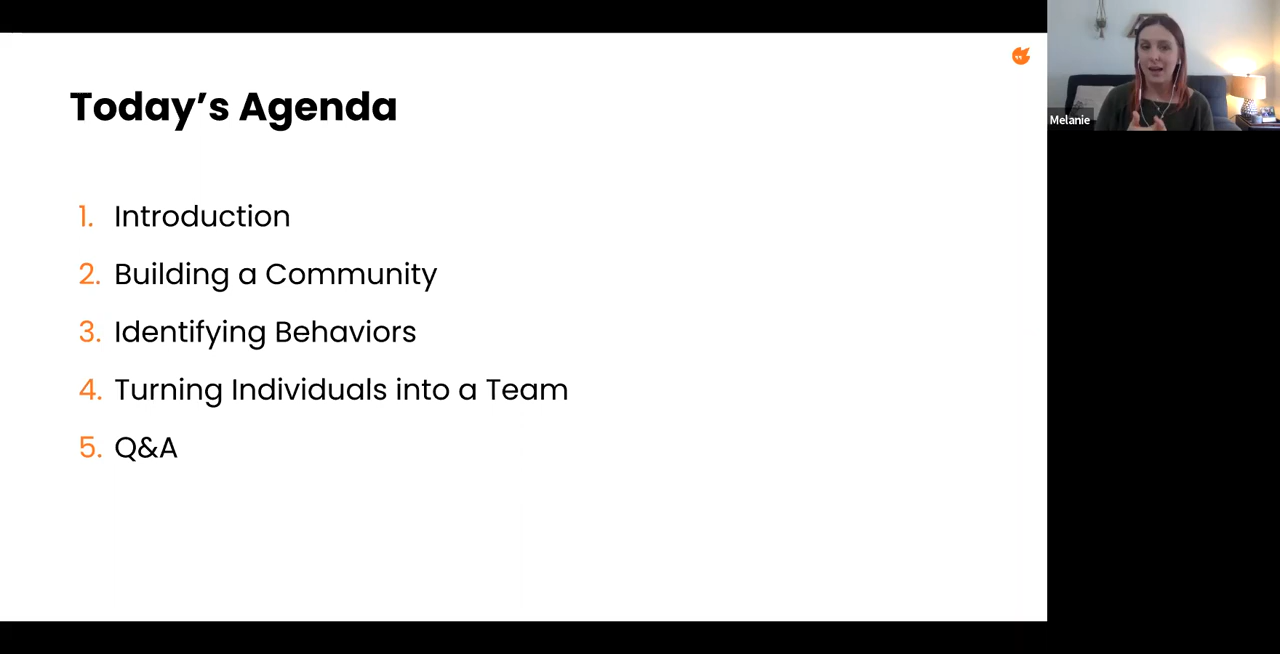 Today’s Agenda
1. Introduction
2. Building a Community
3. Identifying Behaviors
4. Turning Individuals into a Team
5. Q&A
Melanie